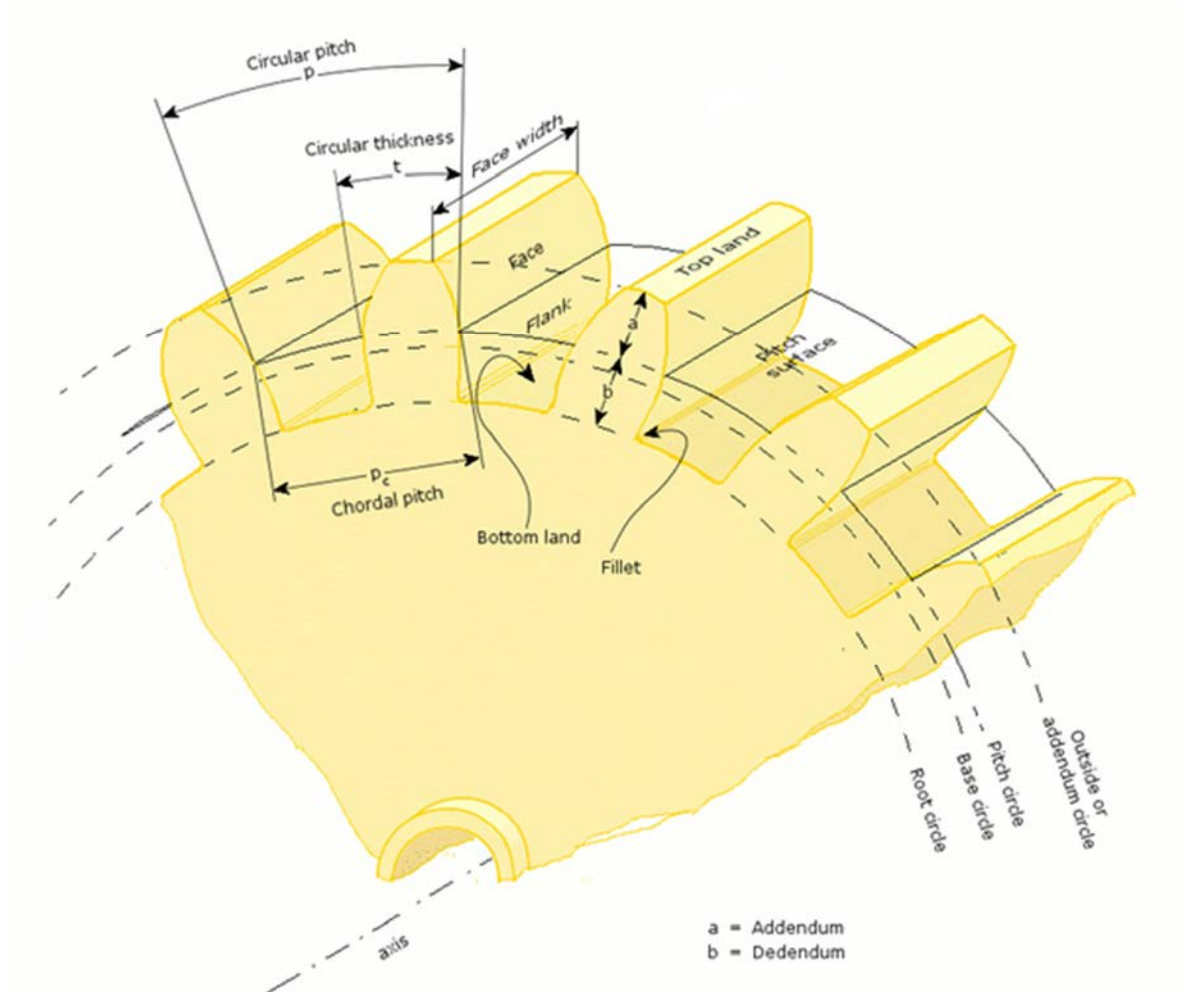 Circular pitch
p
Circular thickness
t
Face width
Face
Flank
Top land
a
b
pitch
surface
pc
Chordal pitch
Bottom land
Fillet
Root circle
Base circle
Pitch circle
Outside or
addendum circle
axis
a = Addendum
b = Dedendum